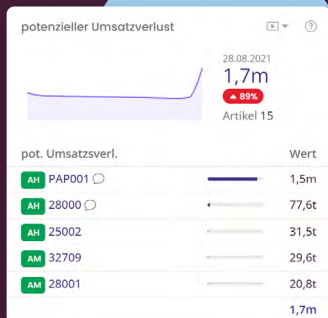 potenzieller Umsatzverlust
28.08.2021
1,7m
89%
Artikel 15
pot. Umsatzverl. Wert
AH PAP001 1,5m
AH 28000 77,6t
AH 25002 31,5t
AM 32709 29,6t
AM 28001 20,8t
1,7m